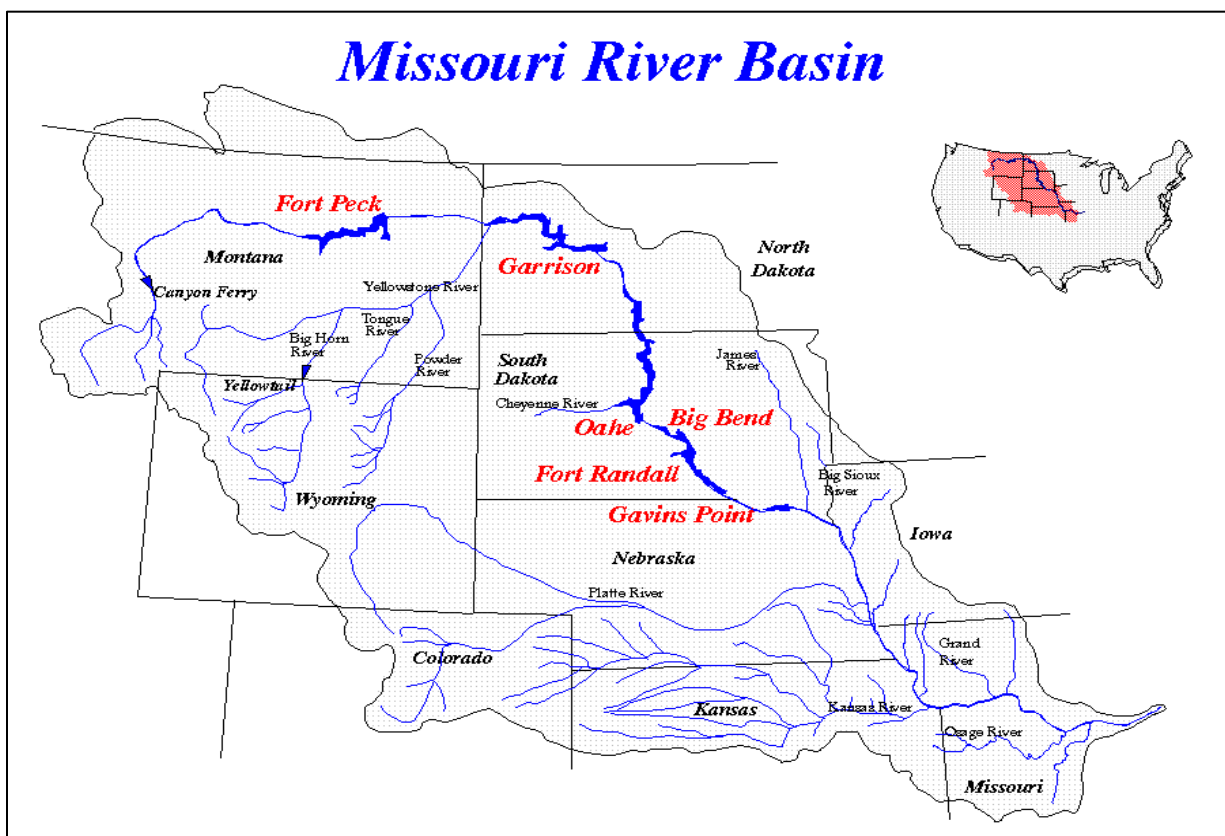 Missouri River Basin
Fort Peck
Montana
Canyon Ferry
Garrison
North
Dakota
Yellowstone River
Tongue
River
Big Horn
River
Powder
River
Yellowtail
South
Dakota
James
River
Cheyenne River
Oahe
Big Bend
Fort Randall
Big Sioux
River
Wyoming
Gavins Point
Iowa
Nebraska
Platte River
Grand
River
Colorado
Kansas
Kansas River
Osage River
Missouri